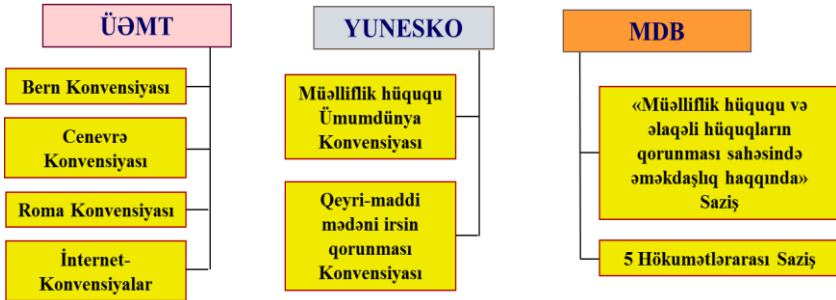 ÜƏMT
Bern Konvensiyası
Cenevrə
Konvensiyası
Roma Konvensiyası
İnternet-
Konvensiyalar
YUNESKO
Müəlliflik hüququ
Ümumdünya
Konvensiyası
Qeyri-maddi
mədəni irsin
qorunması
Konvensiyası
MDB
«Müəlliflik hüququ və
əlaqəli hüquqların
qorunması sahəsində
əməkdaşlıq haqqında»
Saziş
5 Hökumətlərarası Saziş